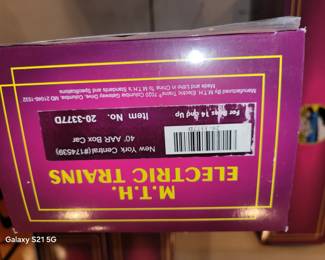 M.T.H.
ELECTRIC TRAINS
New York Central(#174539)
40' AAR Box Car
20-3377D
Item No. 20-3377D
For Ages 14 and Up
Manufactured By M.T.H. Electric Trains® 7020 Columbia Gateway Drive, Columbia, MD 21046-1532
Made and Litho in China To M.T.H.'s Standards and Specifications
Galaxy S21 5G